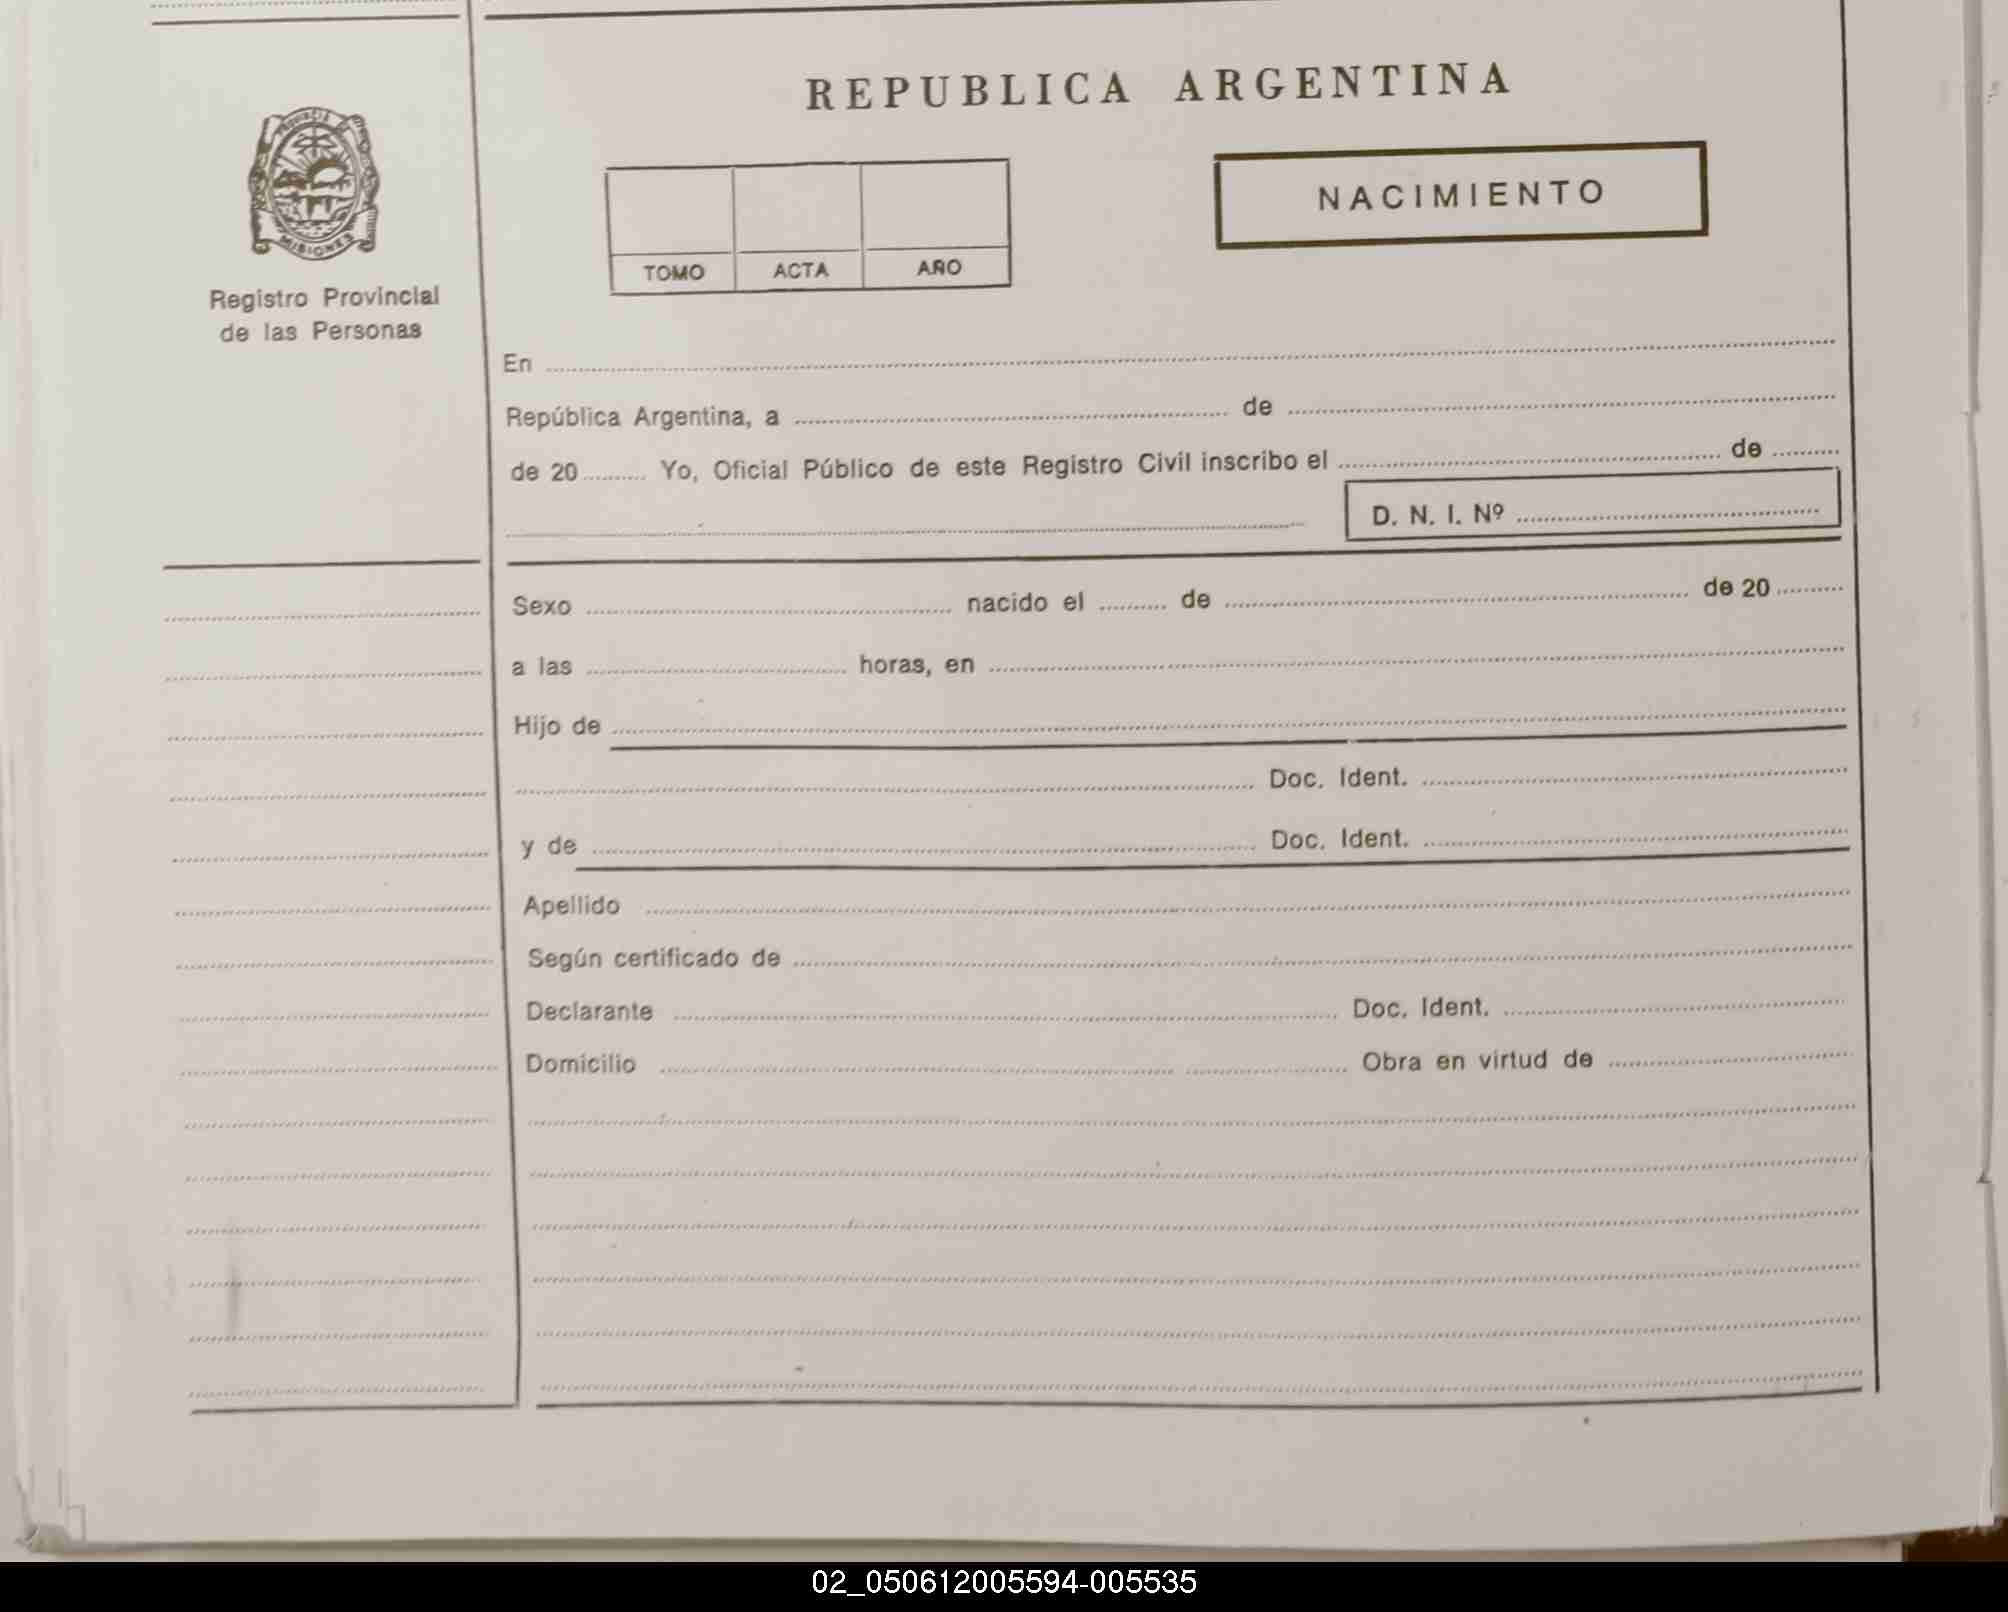 REPUBLICA ARGENTINA
PROVINCIA DE
MISIONES
Registro Provincial
de las Personas
NACIMIENTO
TOMO ACTA AÑO
En
República Argentina, a de
de 20 Yo, Oficial Público de este Registro Civil inscribo el de
D. N. I. Nº
Sexo nacido el de de 20
a las horas, en
Hijo de
Doc. Ident.
y de Doc. Ident.
Apellido
Según certificado de
Declarante Doc. Ident.
Domicilio Obra en virtud de
02_050612005594-005535